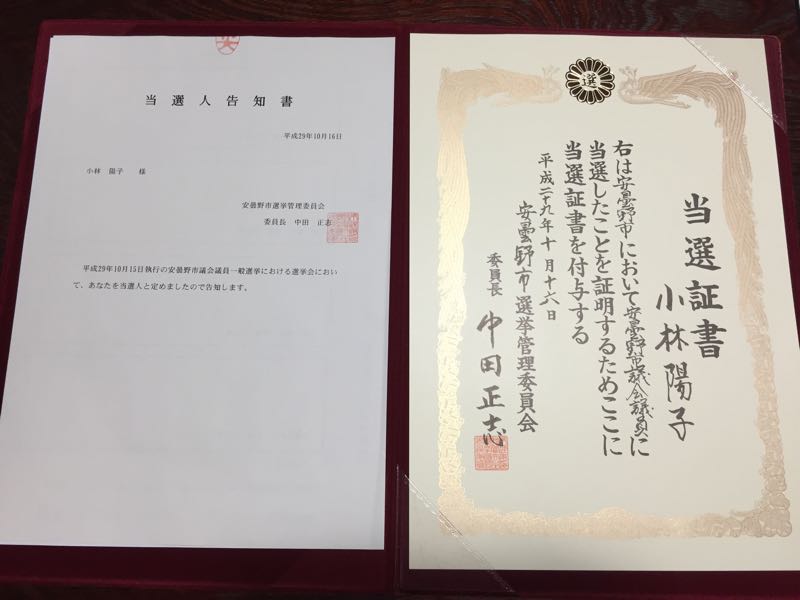 当選人告知書
平成29年10月16日
小林 陽子 様
安曇野市選挙管理委員会
委員長 中田 正志
平成29年10月15日執行の安曇野市議会議員一般選挙における選挙会におい
て、あなたを当選人と定めましたので告知します。
選
当選証書
小林陽子
右は安曇野市において安曇野市議会議員に
当選したことを証明するためここに
当選証書を付与する
平成二十九年十月十六日
安曇野市選挙管理委員会
委員長 中田正志